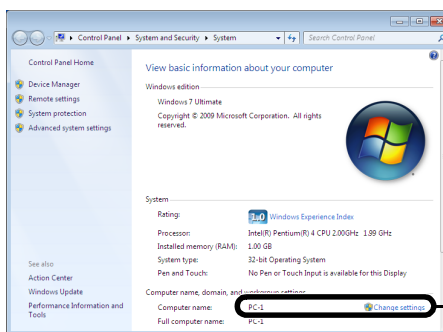 Control Panel ▸ System and Security ▸ System
Search Control Panel
Control Panel Home
Device Manager
Remote settings
System protection
Advanced system settings
See also
Action Center
Windows Update
Performance Information and
Tools
View basic information about your computer
Windows edition
Windows 7 Ultimate
Copyright © 2009 Microsoft Corporation. All rights
reserved.
System
Rating: 1,0 Windows Experience Index
Processor: Intel(R) Pentium(R) 4 CPU 2.00GHz 1.99 GHz
Installed memory (RAM): 1.00 GB
System type: 32-bit Operating System
Pen and Touch: No Pen or Touch Input is available for this Display
Computer name, domain, and workgroup settings
Computer name: PC-1 Change settings
Full computer name: PC-1